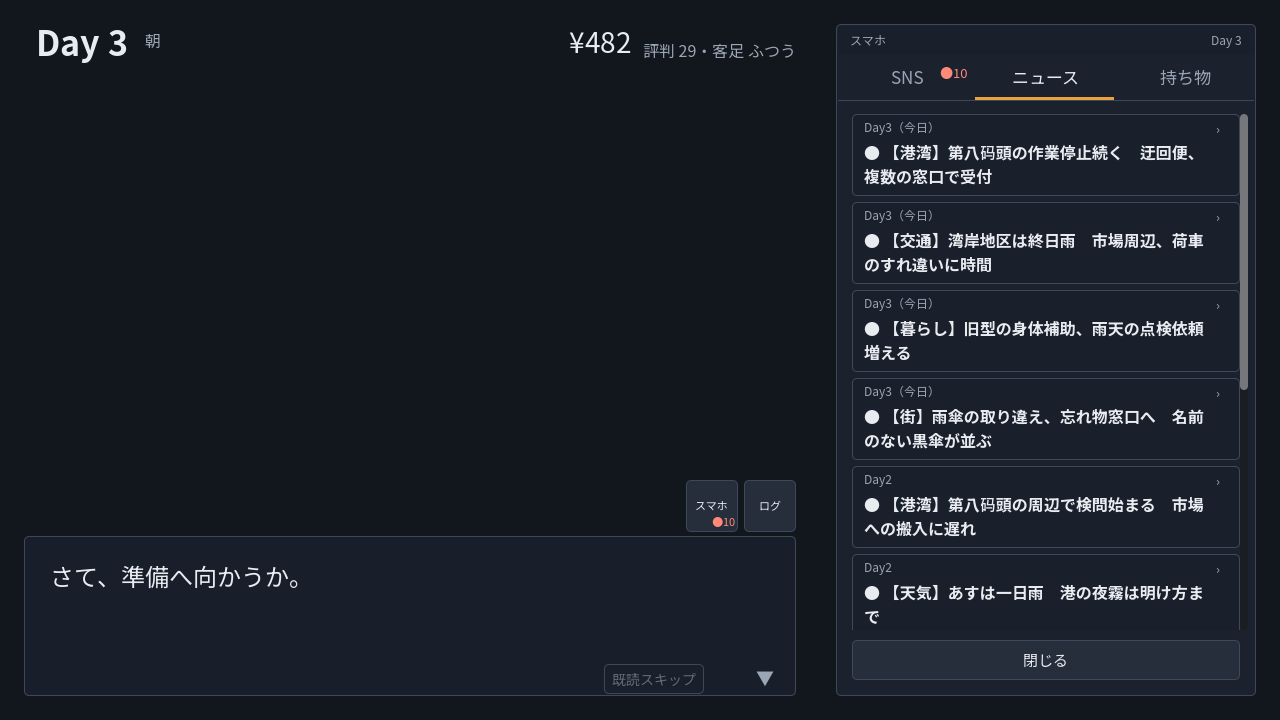 Day 3 朝
¥482 評判 29・客足 ふつう
スマホ
●10
ログ
さて、準備へ向かうか。
既読スキップ
▼
スマホ Day 3
SNS ●10 ニュース 持ち物
Day3（今日） ›
● 【港湾】第八码頭の作業停止続く　迂回便、
複数の窓口で受付
Day3（今日） ›
● 【交通】湾岸地区は終日雨　市場周辺、荷車
のすれ違いに時間
Day3（今日） ›
● 【暮らし】旧型の身体補助、雨天の点検依頼
増える
Day3（今日） ›
● 【街】雨傘の取り違え、忘れ物窓口へ　名前
のない黒傘が並ぶ
Day2 ›
● 【港湾】第八码頭の周辺で検問始まる　市場
への搬入に遅れ
Day2 ›
● 【天気】あすは一日雨　港の夜霧は明け方ま
で
閉じる